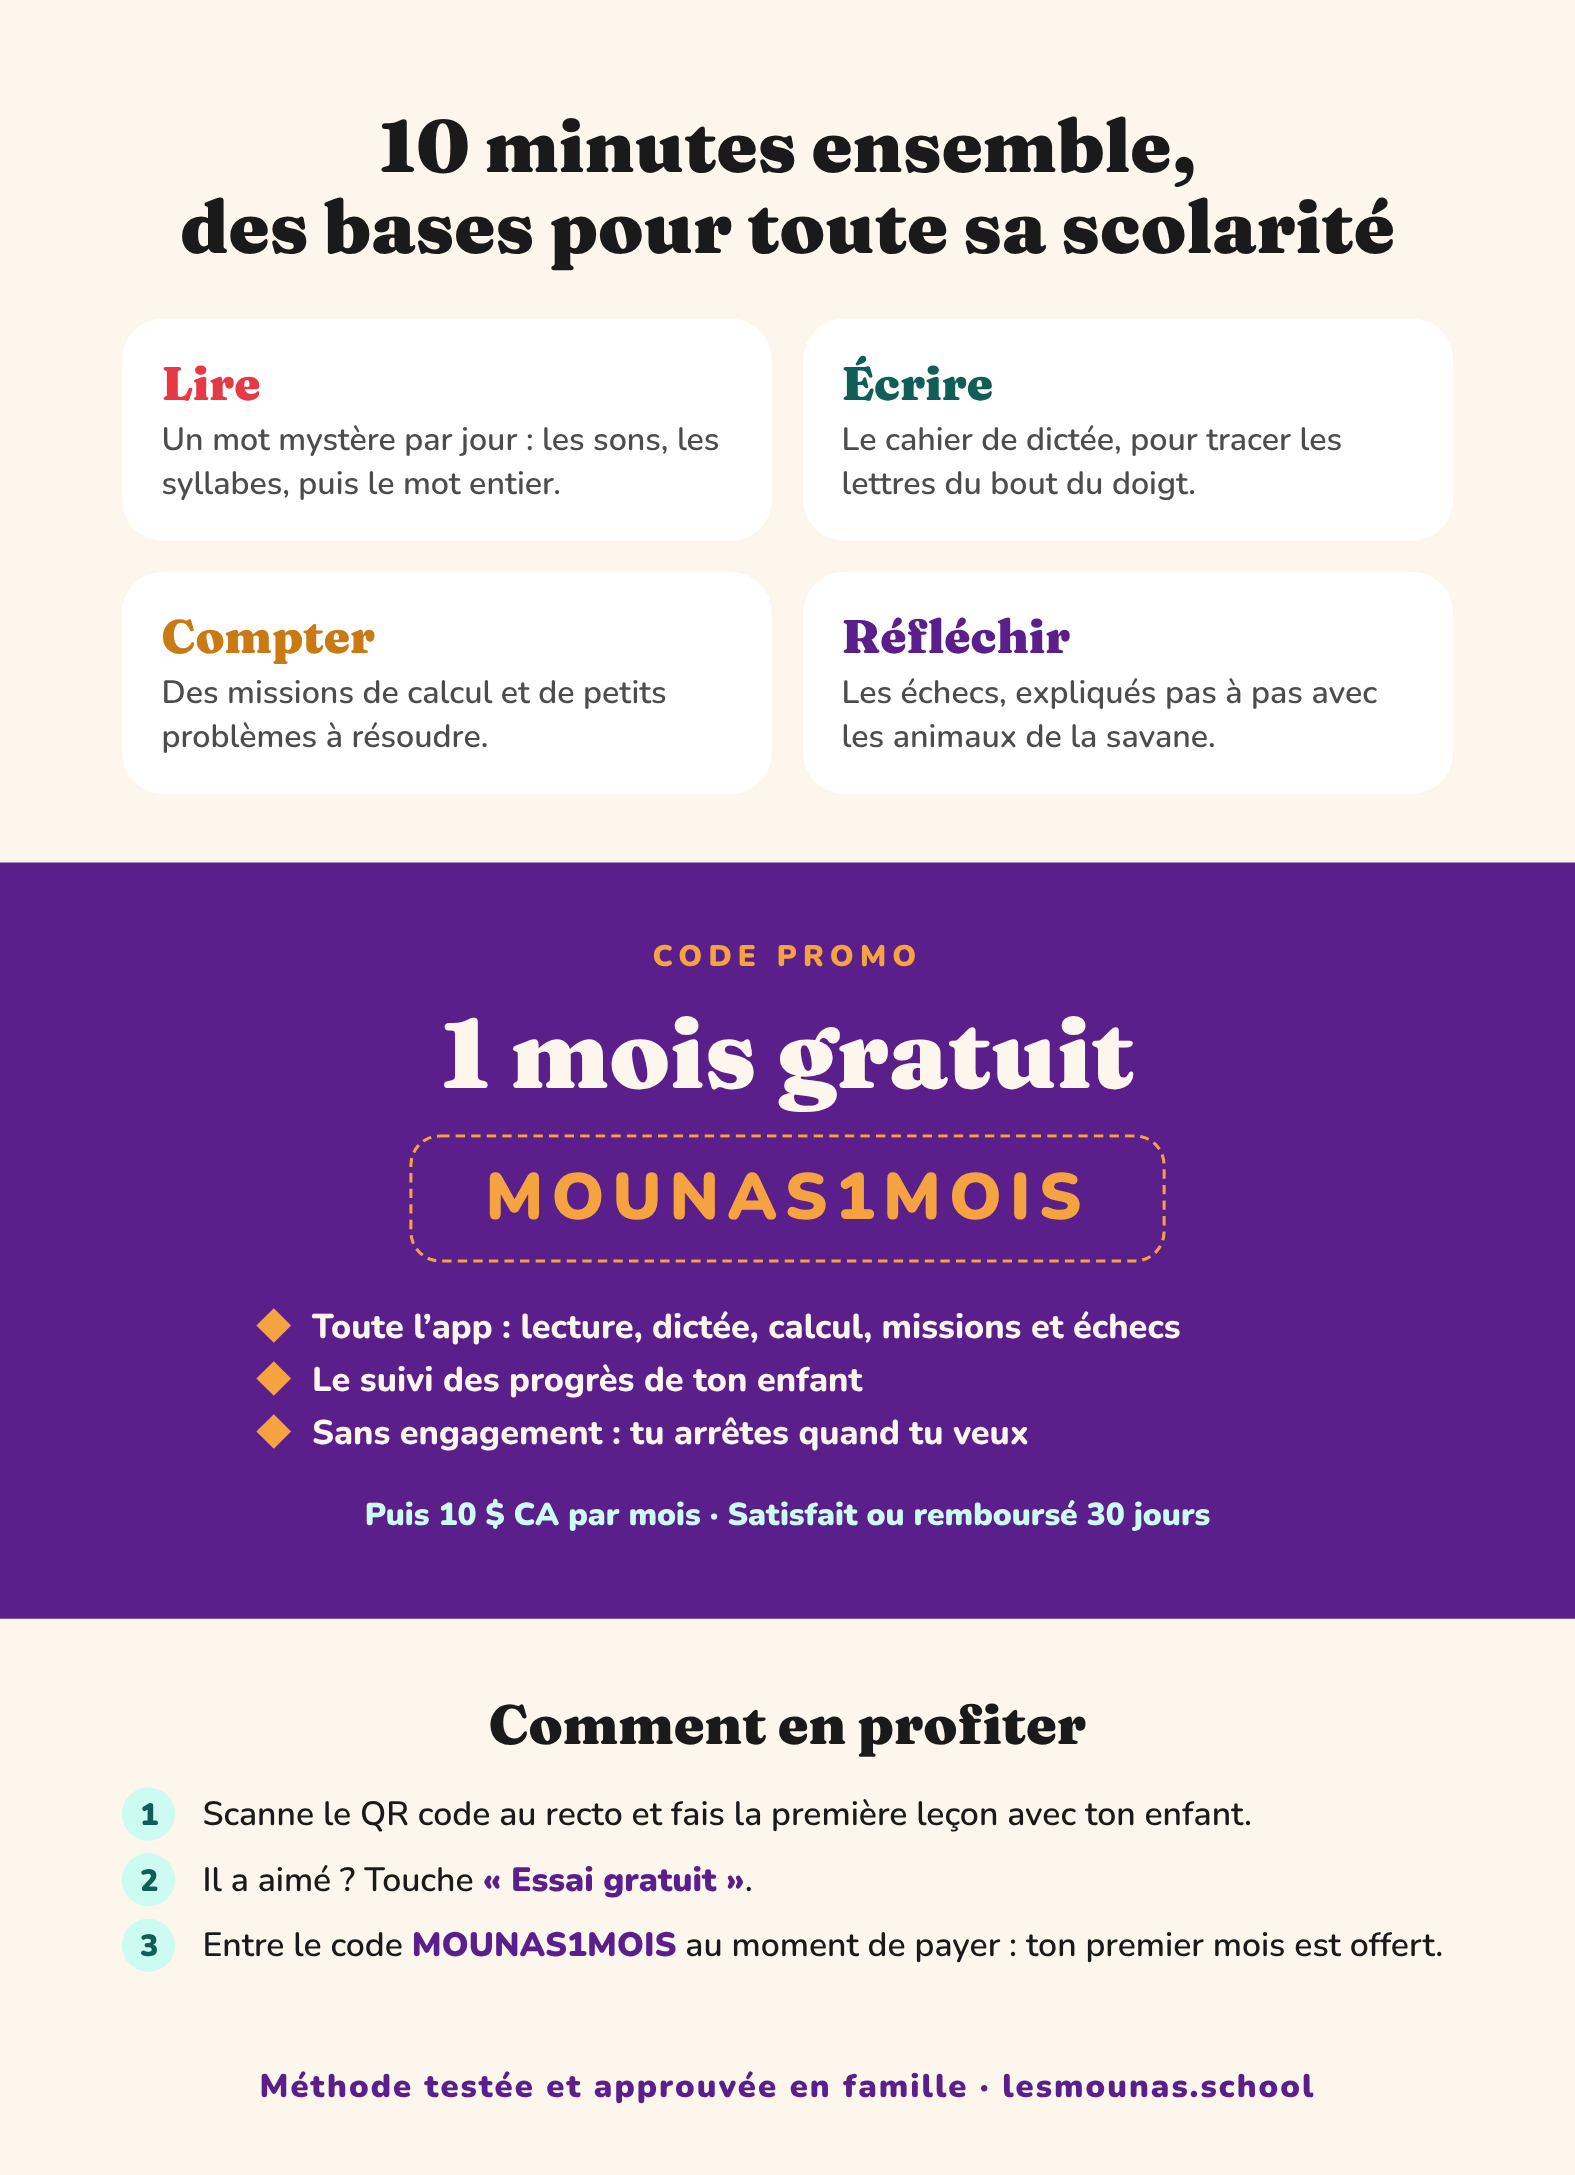 10 minutes ensemble,
des bases pour toute sa scolarité
Lire
Un mot mystère par jour : les sons, les
syllabes, puis le mot entier.
Écrire
Le cahier de dictée, pour tracer les
lettres du bout du doigt.
Compter
Des missions de calcul et de petits
problèmes à résoudre.
Réfléchir
Les échecs, expliqués pas à pas avec
les animaux de la savane.
CODE PROMO
1 mois gratuit
MOUNAS1MOIS
Toute l’app : lecture, dictée, calcul, missions et échecs
Le suivi des progrès de ton enfant
Sans engagement : tu arrêtes quand tu veux
Puis 10 $ CA par mois · Satisfait ou remboursé 30 jours
Comment en profiter
1 Scanne le QR code au recto et fais la première leçon avec ton enfant.
2 Il a aimé ? Touche « Essai gratuit ».
3 Entre le code MOUNAS1MOIS au moment de payer : ton premier mois est offert.
Méthode testée et approuvée en famille · lesmounas.school